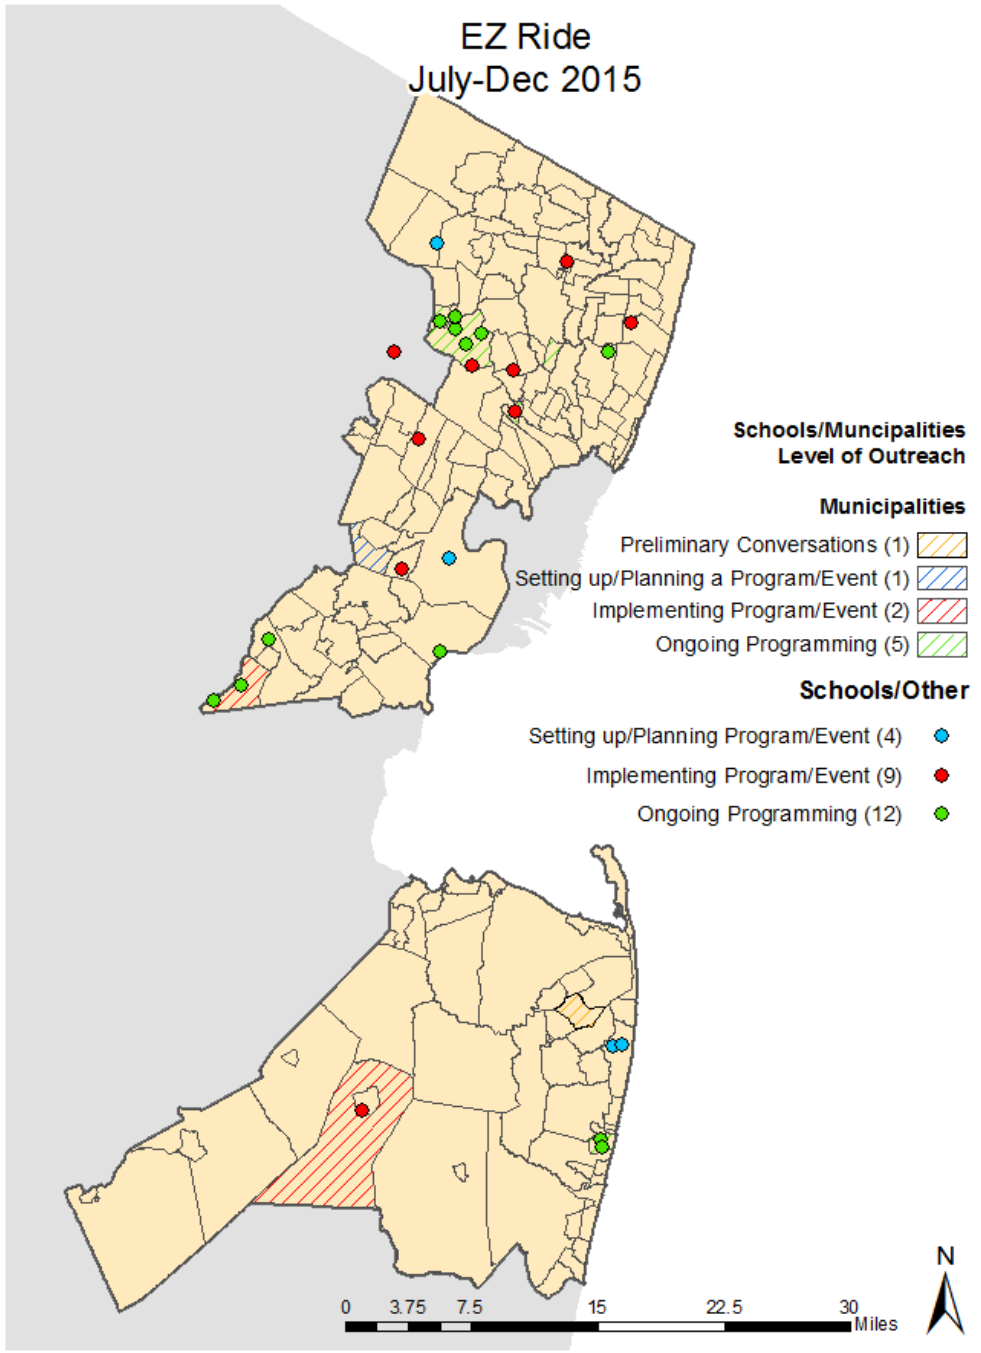 EZ Ride
July-Dec 2015
Schools/Muncipalities
Level of Outreach
Municipalities
Preliminary Conversations (1)
Setting up/Planning a Program/Event (1)
Implementing Program/Event (2)
Ongoing Programming (5)
Schools/Other
Setting up/Planning Program/Event (4)
Implementing Program/Event (9)
Ongoing Programming (12)
N
0 3.75 7.5 15 22.5 30
Miles